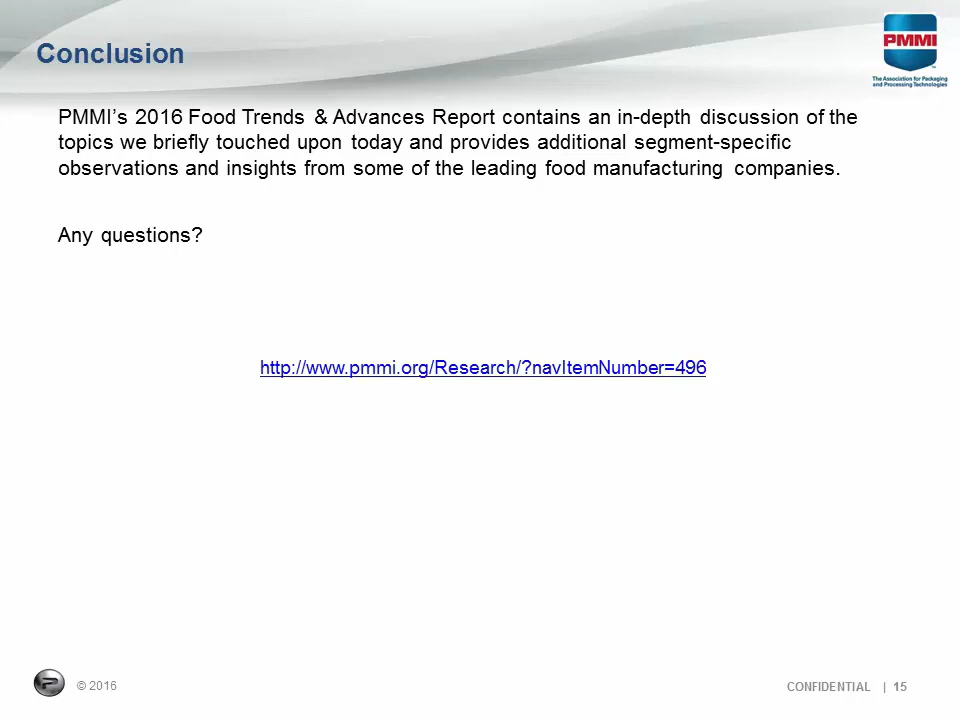 Conclusion
PMMI
The Association for Packaging
and Processing Technologies
PMMI’s 2016 Food Trends & Advances Report contains an in-depth discussion of the
topics we briefly touched upon today and provides additional segment-specific
observations and insights from some of the leading food manufacturing companies.
Any questions?
http://www.pmmi.org/Research/?navItemNumber=496
P
© 2016
CONFIDENTIAL | 15